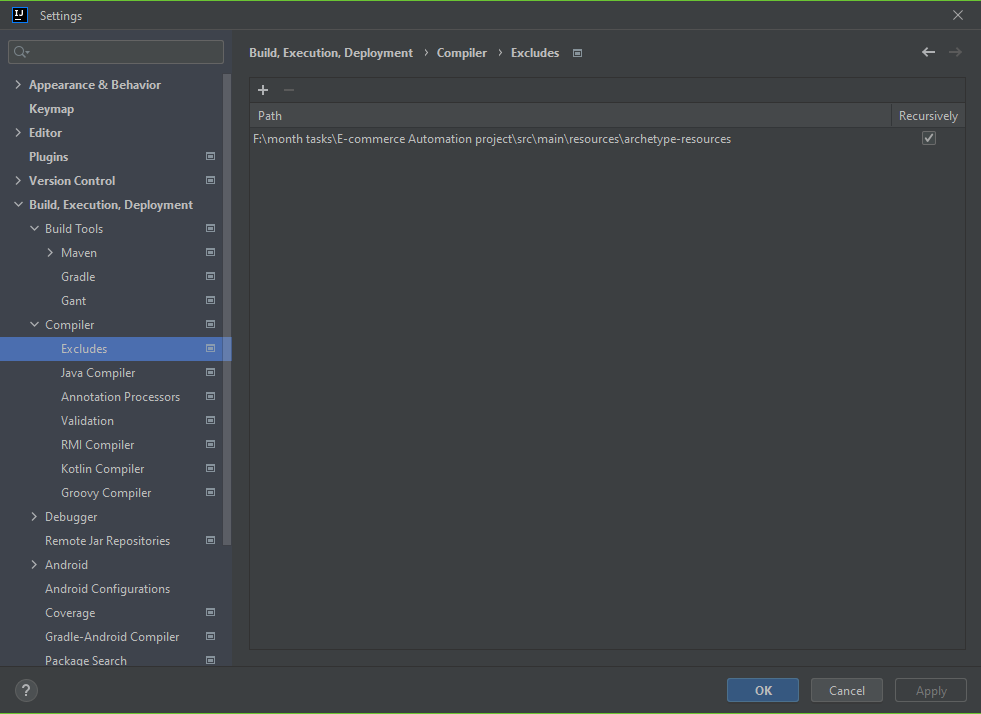 IJ Settings
Build, Execution, Deployment › Compiler › Excludes
Appearance & Behavior
Keymap
Editor
Plugins
Version Control
Build, Execution, Deployment
Build Tools
Maven
Gradle
Gant
Compiler
Excludes
Java Compiler
Annotation Processors
Validation
RMI Compiler
Kotlin Compiler
Groovy Compiler
Debugger
Remote Jar Repositories
Android
Android Configurations
Coverage
Gradle-Android Compiler
Package Search
Path Recursively
F:\month tasks\E-commerce Automation project\src\main\resources\archetype-resources
? OK Cancel Apply